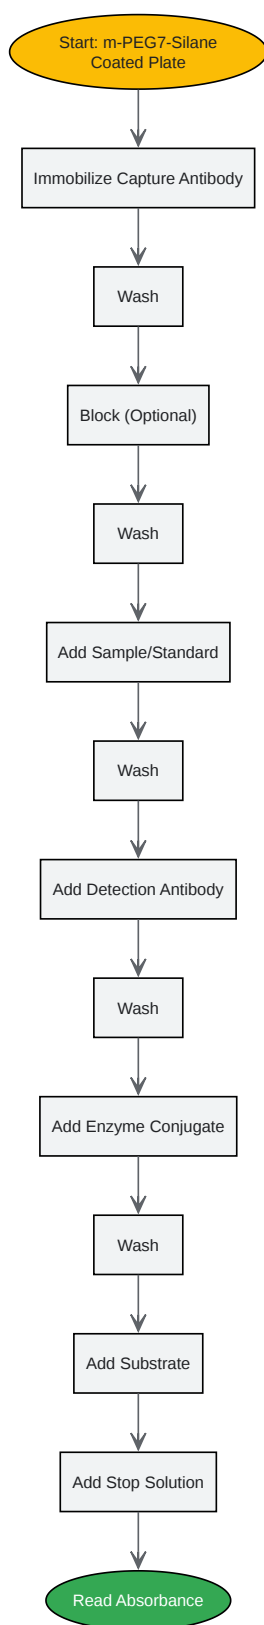 Start: m-PEG7-Silane
Coated Plate
Immobilize Capture Antibody
Wash
Block (Optional)
Wash
Add Sample/Standard
Wash
Add Detection Antibody
Wash
Add Enzyme Conjugate
Wash
Add Substrate
Add Stop Solution
Read Absorbance